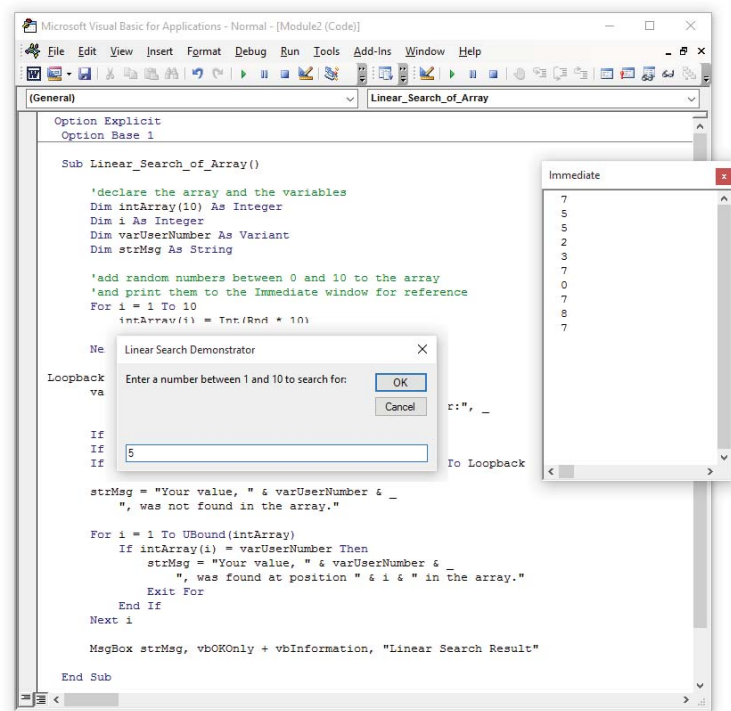 Microsoft Visual Basic for Applications - Normal - [Module2 (Code)]
File Edit View Insert Format Debug Run Tools Add-Ins Window Help
(General) Linear_Search_of_Array
Option Explicit
Option Base 1
Sub Linear_Search_of_Array()
'declare the array and the variables
Dim intArray(10) As Integer
Dim i As Integer
Dim varUserNumber As Variant
Dim strMsg As String
'add random numbers between 0 and 10 to the array
'and print them to the Immediate window for reference
For i = 1 To 10
intArray(i) = Int(Rnd * 10)
Ne
Loopback
va
r:", _
If
If
If To Loopback
strMsg = "Your value, " & varUserNumber & _
", was not found in the array."
For i = 1 To UBound(intArray)
If intArray(i) = varUserNumber Then
strMsg = "Your value, " & varUserNumber & _
", was found at position " & i & " in the array."
Exit For
End If
Next i
MsgBox strMsg, vbOKOnly + vbInformation, "Linear Search Result"
End Sub
Linear Search Demonstrator
Enter a number between 1 and 10 to search for:
OK
Cancel
5
Immediate
7
5
5
2
3
7
0
7
8
7